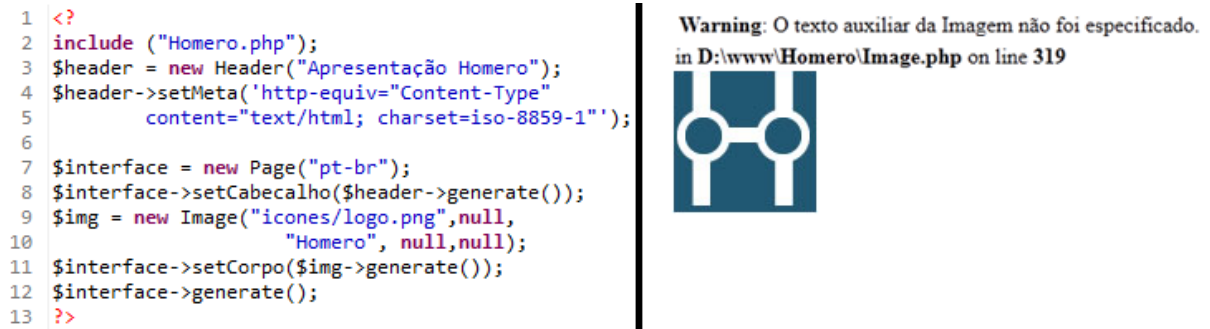 1 <?
2 include ("Homero.php");
3 $header = new Header("Apresentação Homero");
4 $header->setMeta('http-equiv="Content-Type"
5 content="text/html; charset=iso-8859-1"');
6
7 $interface = new Page("pt-br");
8 $interface->setCabecalho($header->generate());
9 $img = new Image("icones/logo.png",null,
10 "Homero", null,null);
11 $interface->setCorpo($img->generate());
12 $interface->generate();
13 ?>
Warning: O texto auxiliar da Imagem não foi especificado.
in D:\www\Homero\Image.php on line 319